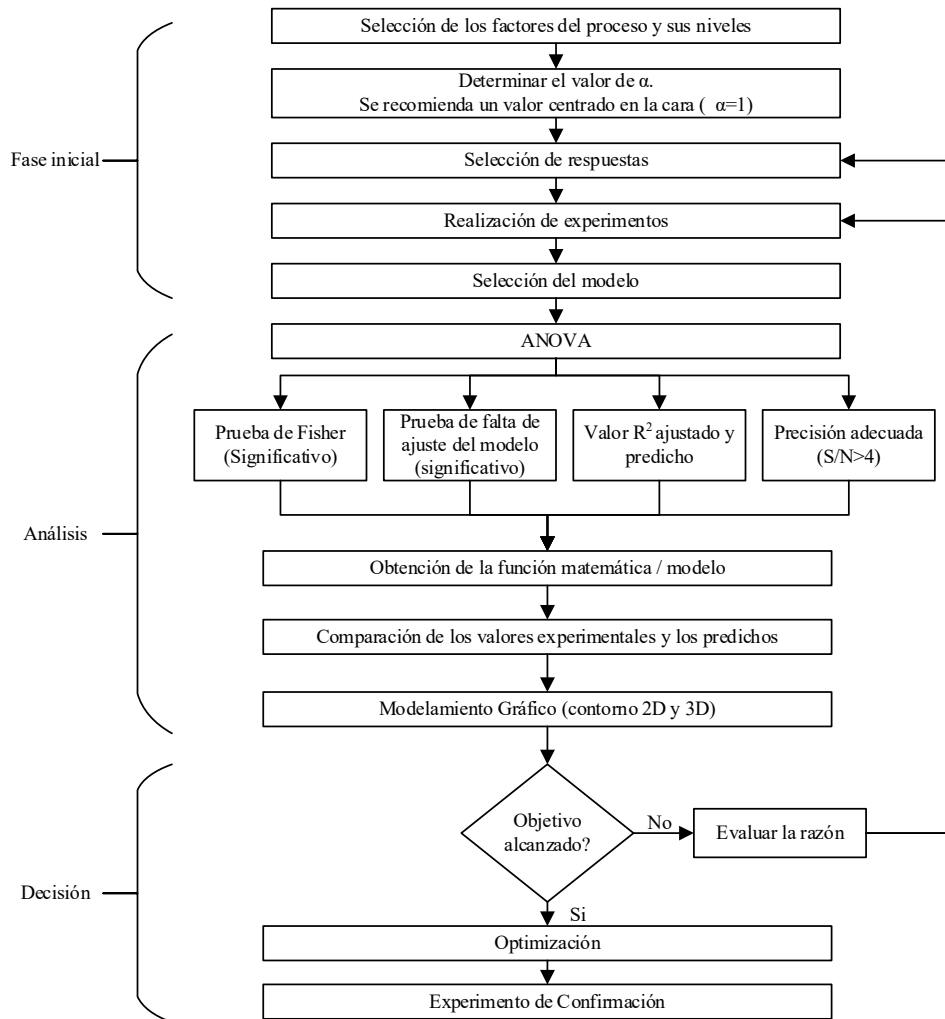 Selección de los factores del proceso y sus niveles
Determinar el valor de α.
Se recomienda un valor centrado en la cara ( α=1)
Fase inicial
Selección de respuestas
Realización de experimentos
Selección del modelo
ANOVA
Prueba de Fisher
(Significativo)
Prueba de falta de
ajuste del modelo
(significativo)
Valor R² ajustado y
predicho
Precisión adecuada
(S/N>4)
Análisis
Obtención de la función matemática / modelo
Comparación de los valores experimentales y los predichos
Modelamiento Gráfico (contorno 2D y 3D)
Objetivo
alcanzado?
No
Evaluar la razón
Decisión
Si
Optimización
Experimento de Confirmación